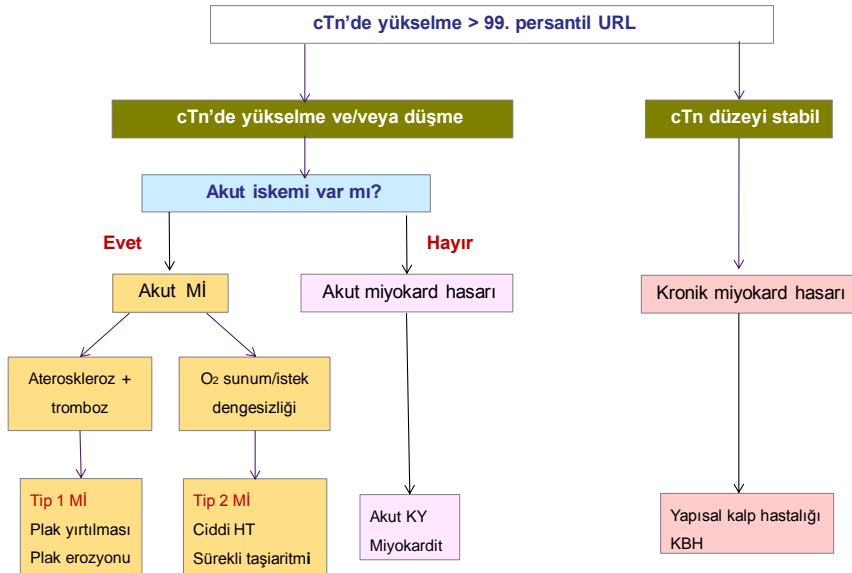 cTn’de yükselme > 99. persantil URL
cTn’de yükselme ve/veya düşme
cTn düzeyi stabil
Akut iskemi var mı?
Evet
Hayır
Akut Mİ
Akut miyokard hasarı
Kronik miyokard hasarı
Ateroskleroz +
tromboz
O₂ sunum/istek
dengesizliği
Tip 1 Mİ
Plak yırtılması
Plak erozyonu
Tip 2 Mİ
Ciddi HT
Sürekli taşiaritmi
Akut KY
Miyokardit
Yapısal kalp hastalığı
KBH